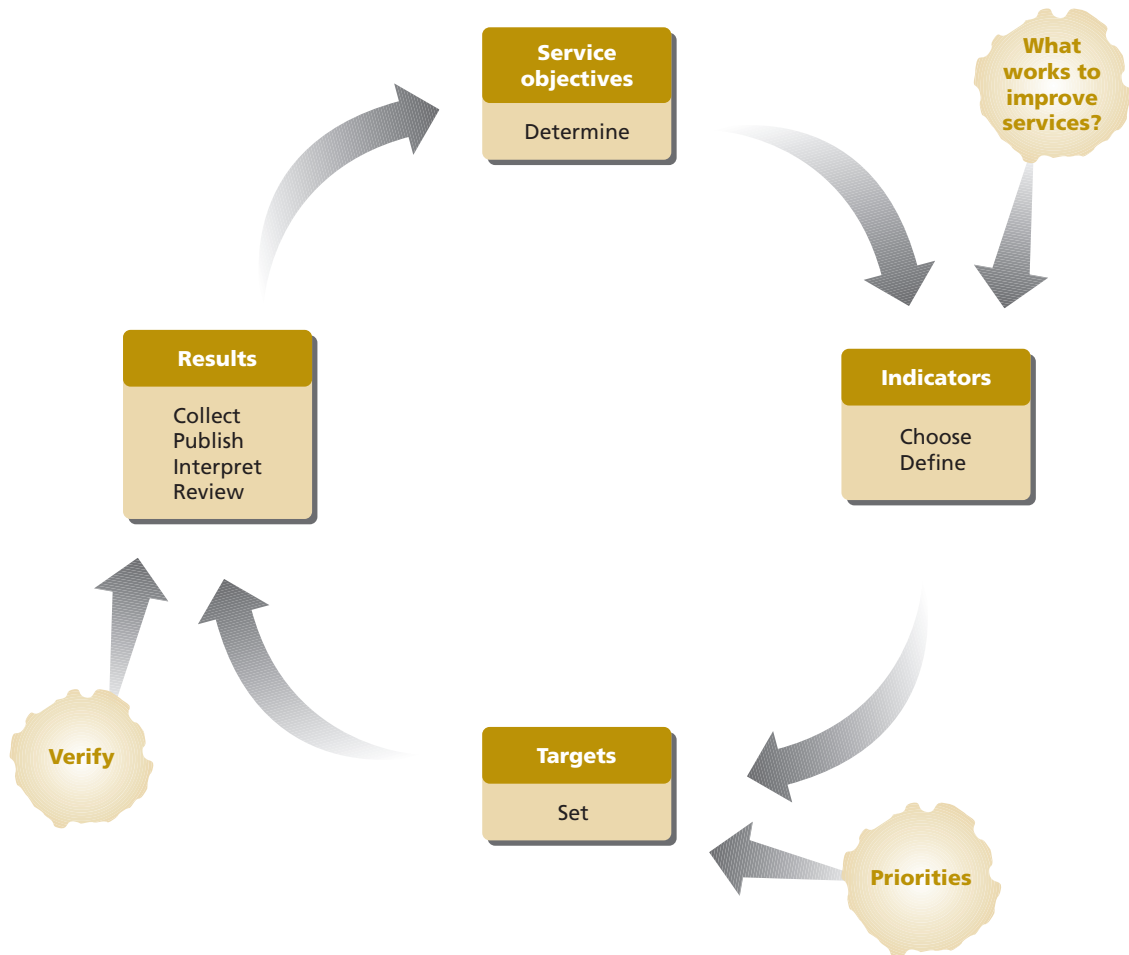 Service
objectives
Determine
What
works to
improve
services?
Results
Collect
Publish
Interpret
Review
Indicators
Choose
Define
Verify
Targets
Set
Priorities